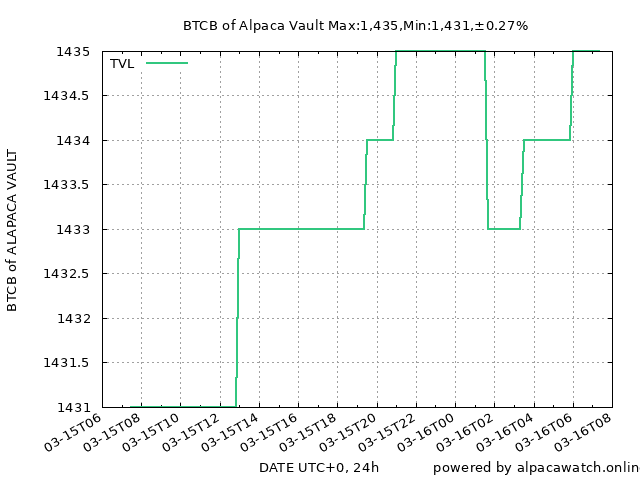 BTCB of Alpaca Vault Max:1,435,Min:1,431,±0.27%
TVL
1435
1434.5
1434
1433.5
1433
1432.5
1432
1431.5
1431
BTCB of ALAPACA VAULT
03-15T06
03-15T08
03-15T10
03-15T12
03-15T14
03-15T16
03-15T18
03-15T20
03-15T22
03-16T00
03-16T02
03-16T04
03-16T06
03-16T08
DATE UTC+0, 24h
powered by alpacawatch.online